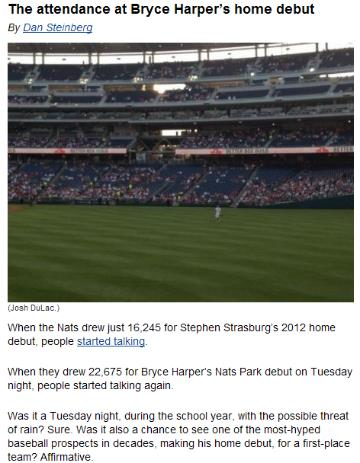 The attendance at Bryce Harper's home debut
By Dan Steinberg
(Josh DuLac.)
When the Nats drew just 16,245 for Stephen Strasburg's 2012 home
debut, people started talking.
When they drew 22,675 for Bryce Harper's Nats Park debut on Tuesday
night, people started talking again.
Was it a Tuesday night, during the school year, with the possible threat
of rain? Sure. Was it also a chance to see one of the most-hyped
baseball prospects in decades, making his home debut, for a first-place
team? Affirmative.